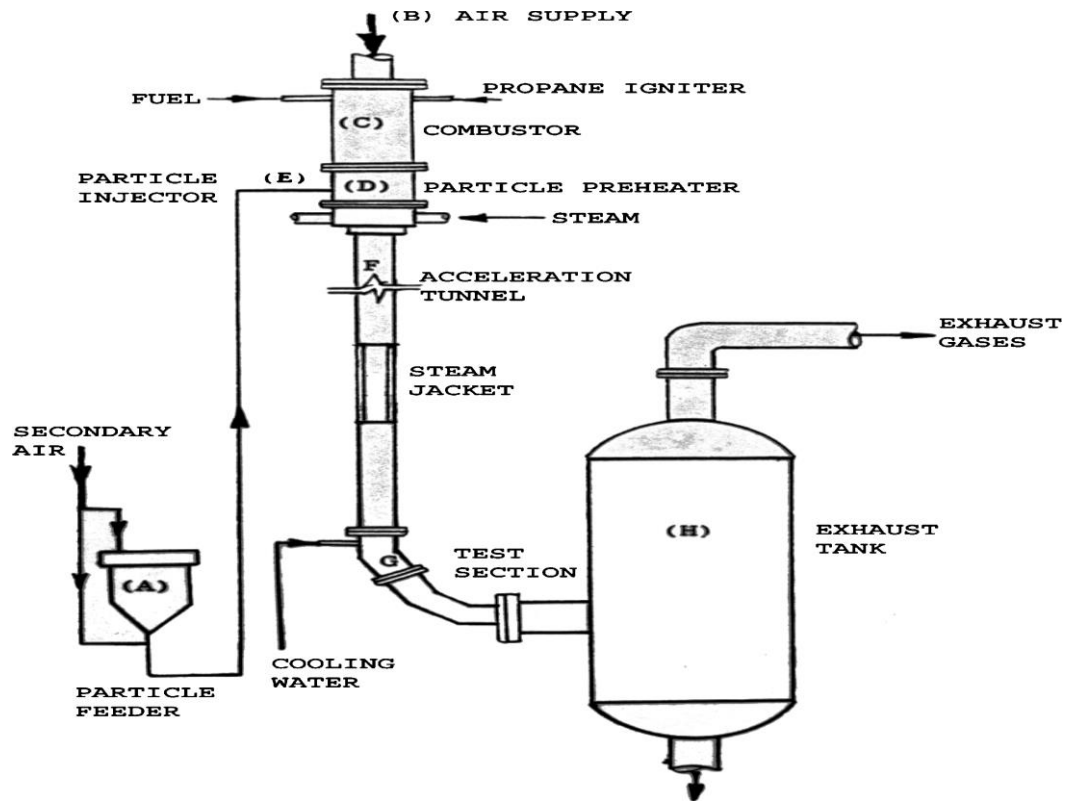 (B) AIR SUPPLY
FUEL
PROPANE IGNITER
(C)
COMBUSTOR
PARTICLE
INJECTOR
(E)
(D)
PARTICLE PREHEATER
STEAM
F
ACCELERATION
TUNNEL
EXHAUST
GASES
STEAM
JACKET
SECONDARY
AIR
(A)
G
TEST
SECTION
(H)
EXHAUST
TANK
COOLING
WATER
PARTICLE
FEEDER